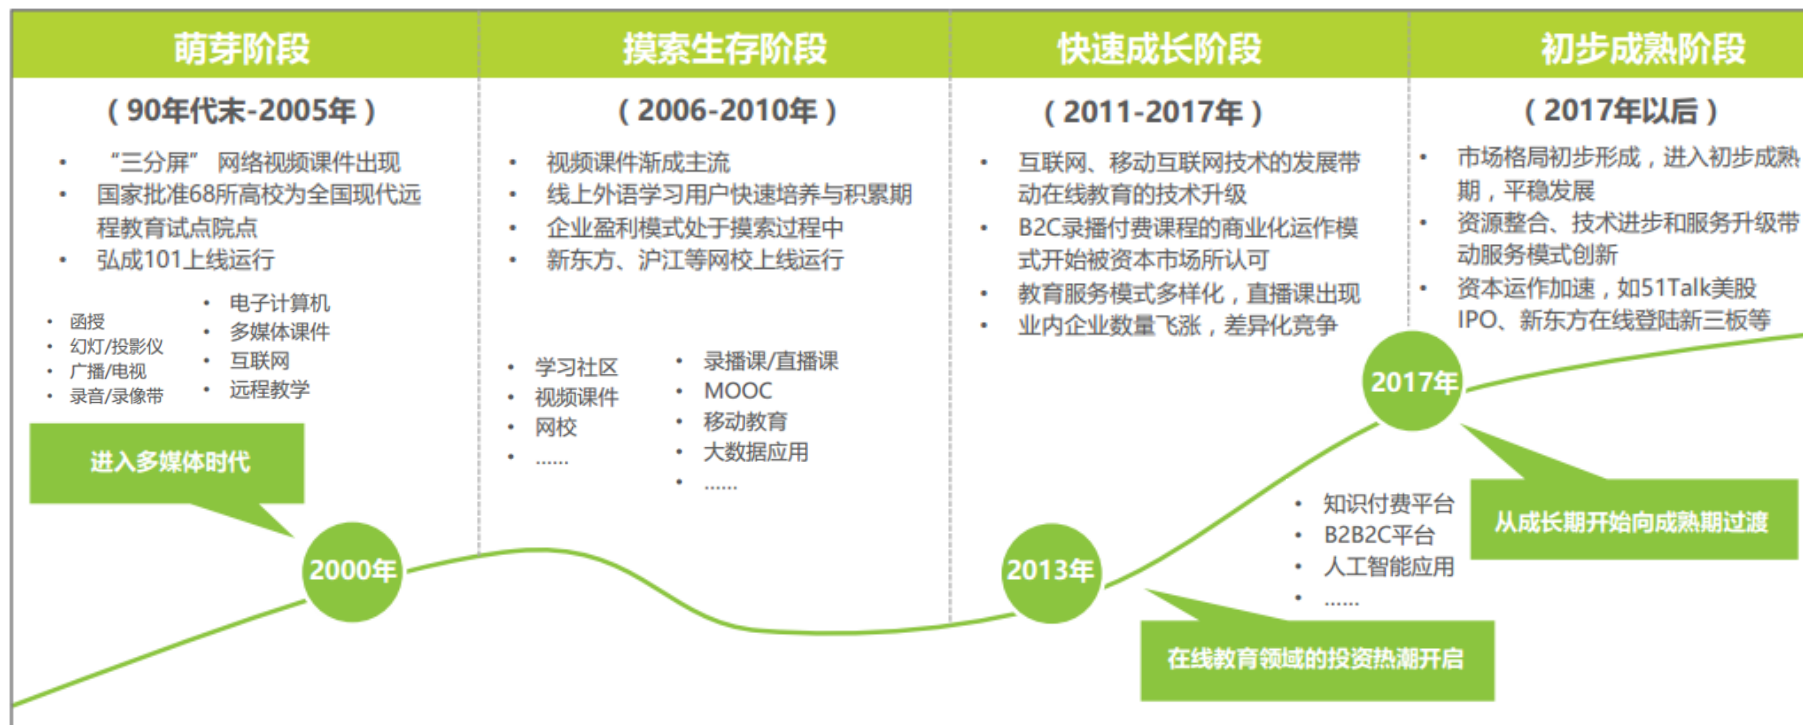 萌芽阶段
（90年代末-2005年）
• “三分屏” 网络视频课件出现
• 国家批准68所高校为全国现代远
程教育试点院点
• 弘成101上线运行
• 函授
• 幻灯/投影仪
• 广播/电视
• 录音/录像带
• 电子计算机
• 多媒体课件
• 互联网
• 远程教学
进入多媒体时代
2000年
摸索生存阶段
（2006-2010年）
• 视频课件渐成主流
• 线上外语学习用户快速培养与积累期
• 企业盈利模式处于摸索过程中
• 新东方、沪江等网校上线运行
• 学习社区
• 视频课件
• 网校
• ……
• 录播课/直播课
• MOOC
• 移动教育
• 大数据应用
• ……
快速成长阶段
（2011-2017年）
• 互联网、移动互联网技术的发展带
动在线教育的技术升级
• B2C录播付费课程的商业化运作模
式开始被资本市场所认可
• 教育服务模式多样化，直播课出现
• 业内企业数量飞涨，差异化竞争
2013年
在线教育领域的投资热潮开启
• 知识付费平台
• B2B2C平台
• 人工智能应用
• ……
初步成熟阶段
（2017年以后）
• 市场格局初步形成，进入初步成熟
期，平稳发展
• 资源整合、技术进步和服务升级带
动服务模式创新
• 资本运作加速，如51Talk美股
IPO、新东方在线登陆新三板等
2017年
从成长期开始向成熟期过渡